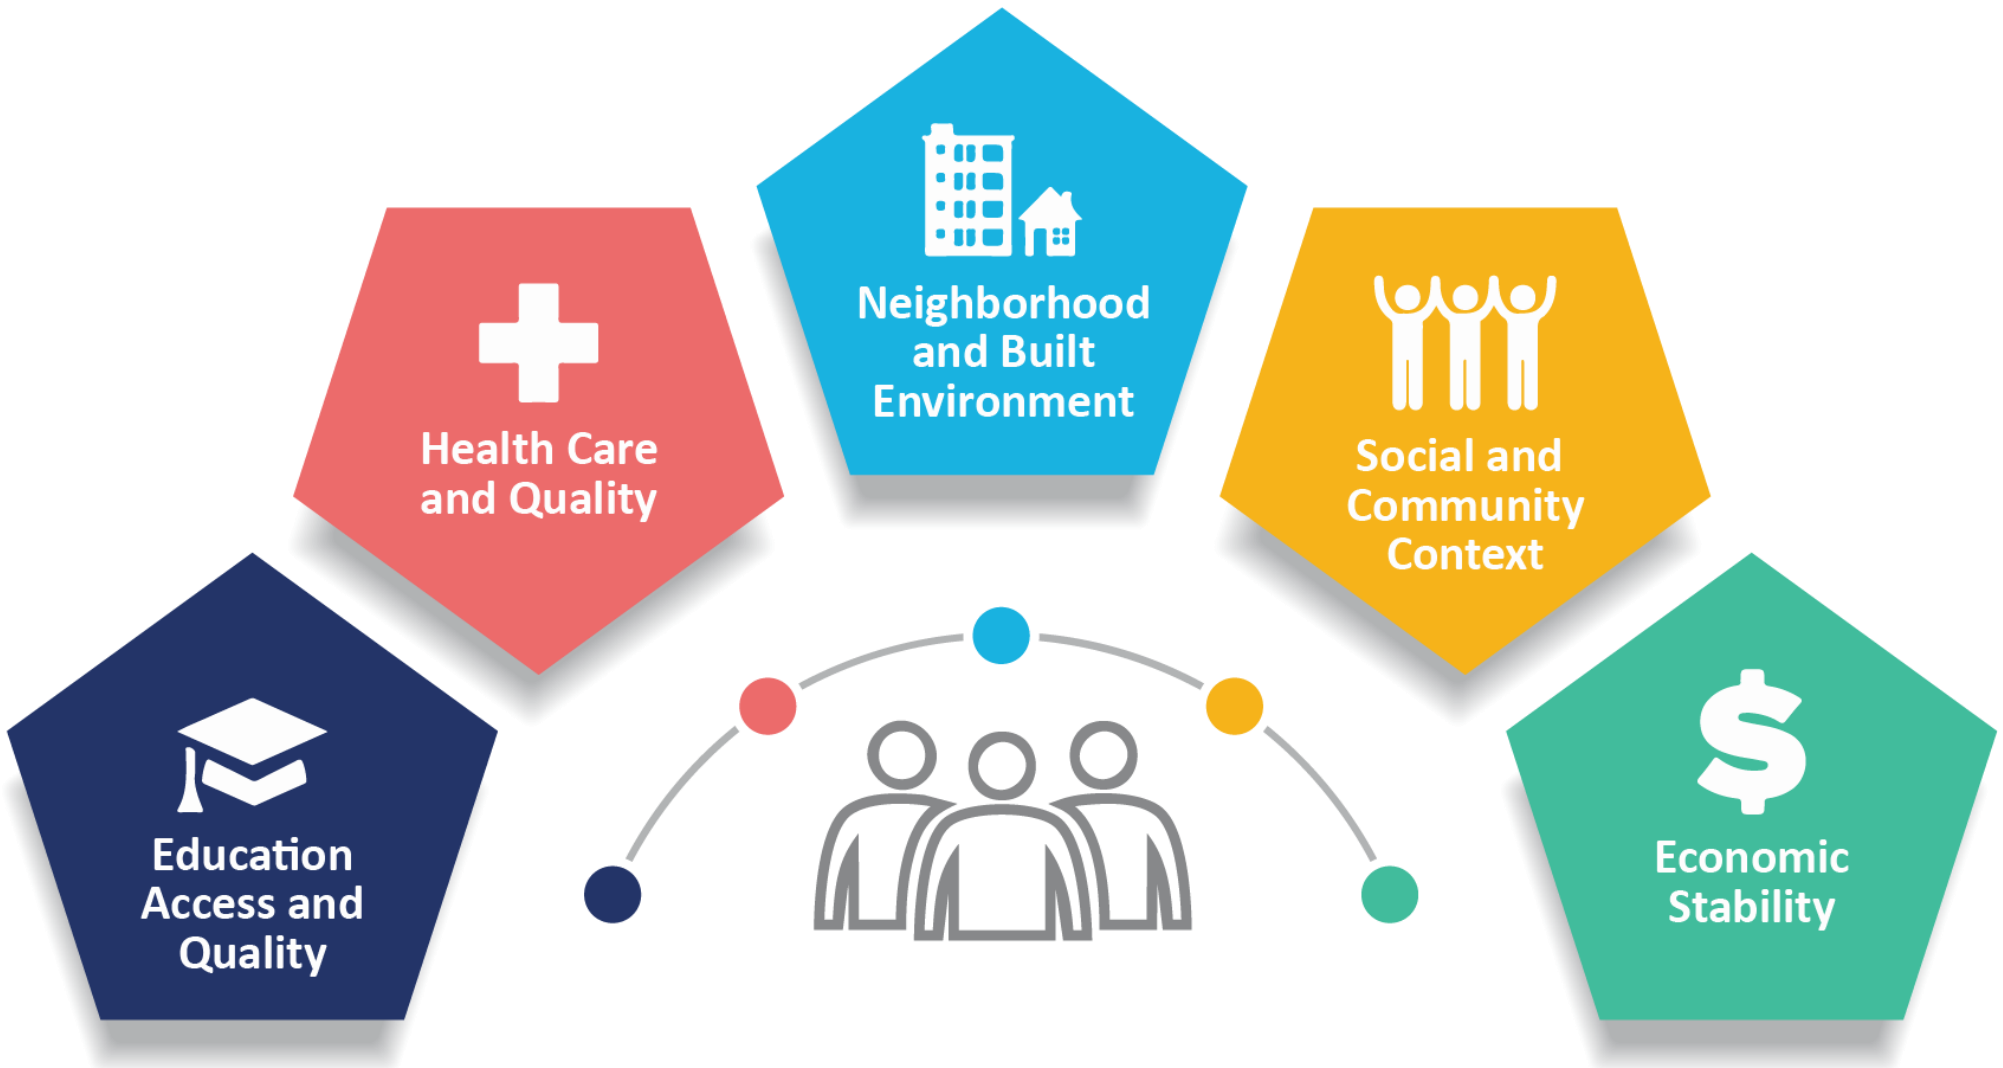 Education
Access and
Quality
Health Care
and Quality
Neighborhood
and Built
Environment
Social and
Community
Context
$
Economic
Stability